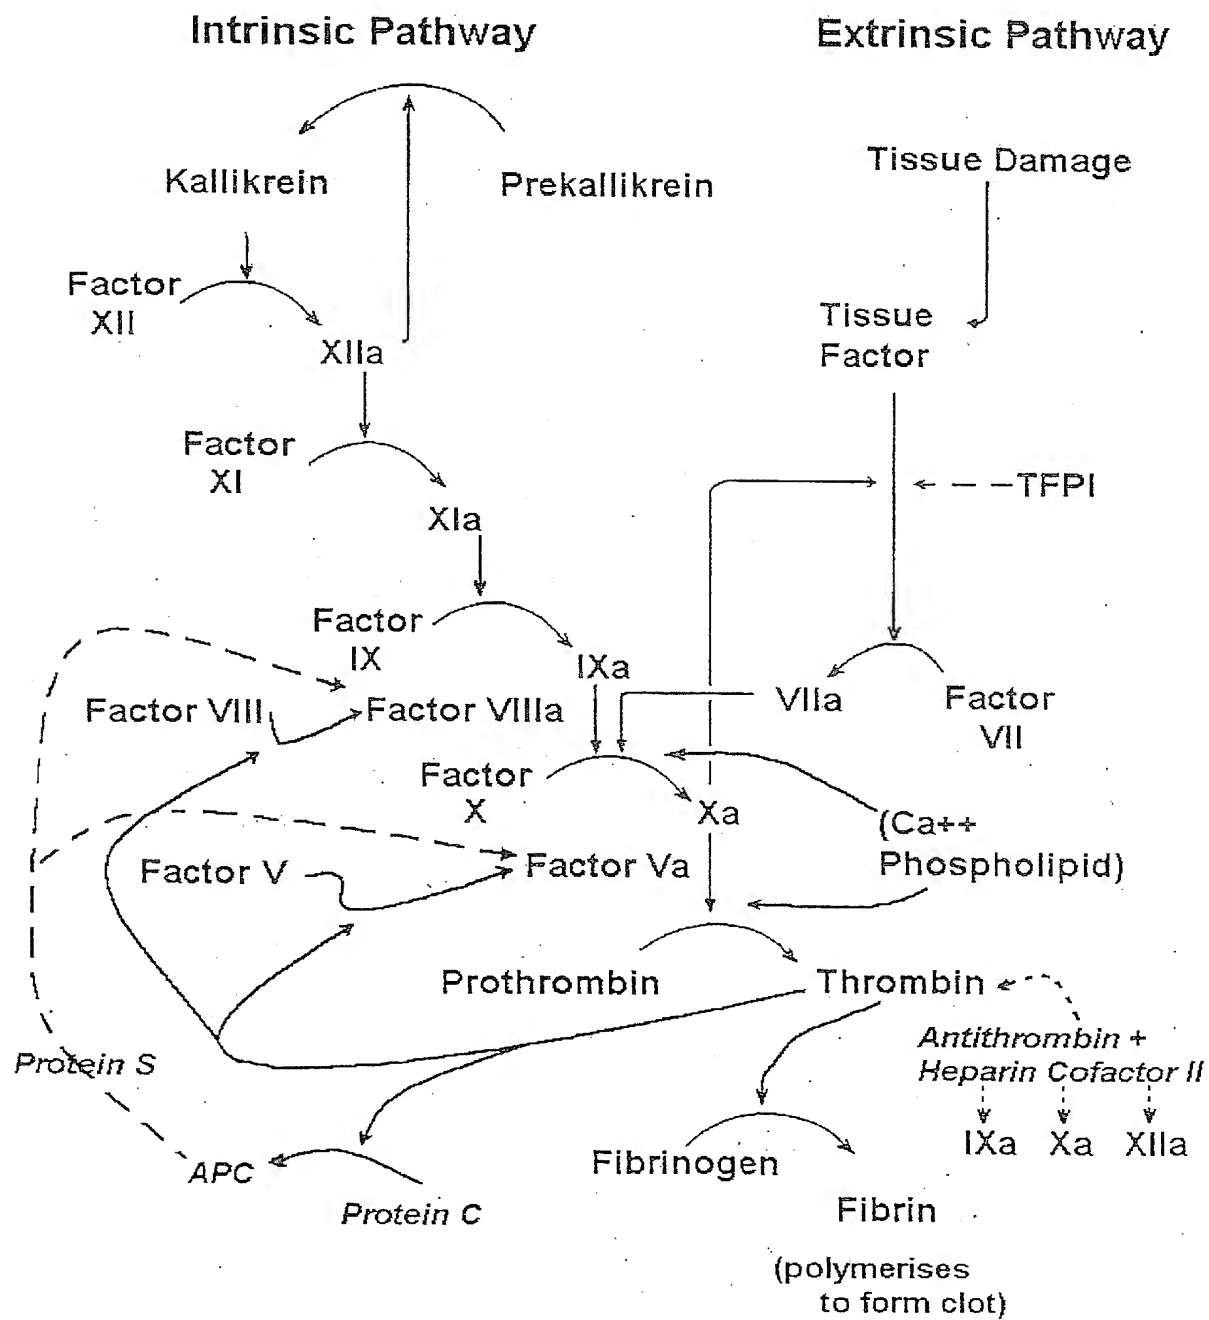 Intrinsic Pathway
Extrinsic Pathway
Kallikrein
Prekallikrein
Tissue Damage
Factor
XII
XIIa
Tissue
Factor
Factor
XI
XIa
TFPI
Factor
IX
IXa
Factor VIII
Factor VIIIa
VIIa
Factor
VII
Factor
X
Xa
(Ca++
Phospholipid)
Factor V
Factor Va
Prothrombin
Thrombin
Antithrombin +
Heparin Cofactor II
IXa
Xa
XIIa
Protein S
APC
Protein C
Fibrinogen
Fibrin
(polymerises
to form clot)